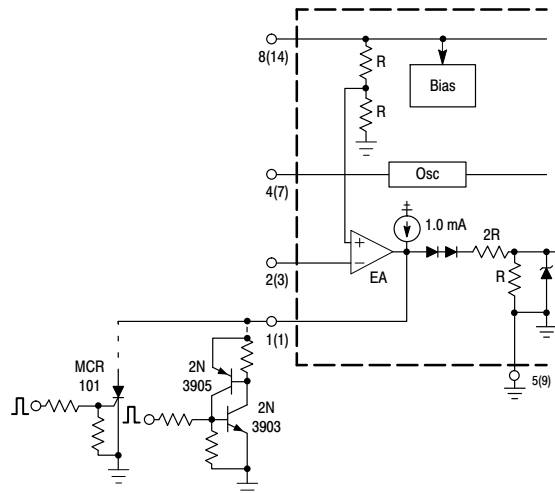 8(14)
R
Bias
R
4(7)
Osc
1.0 mA
+
2R
2(3)
−
EA
R
1(1)
MCR
101
2N
3905
5(9)
2N
3903